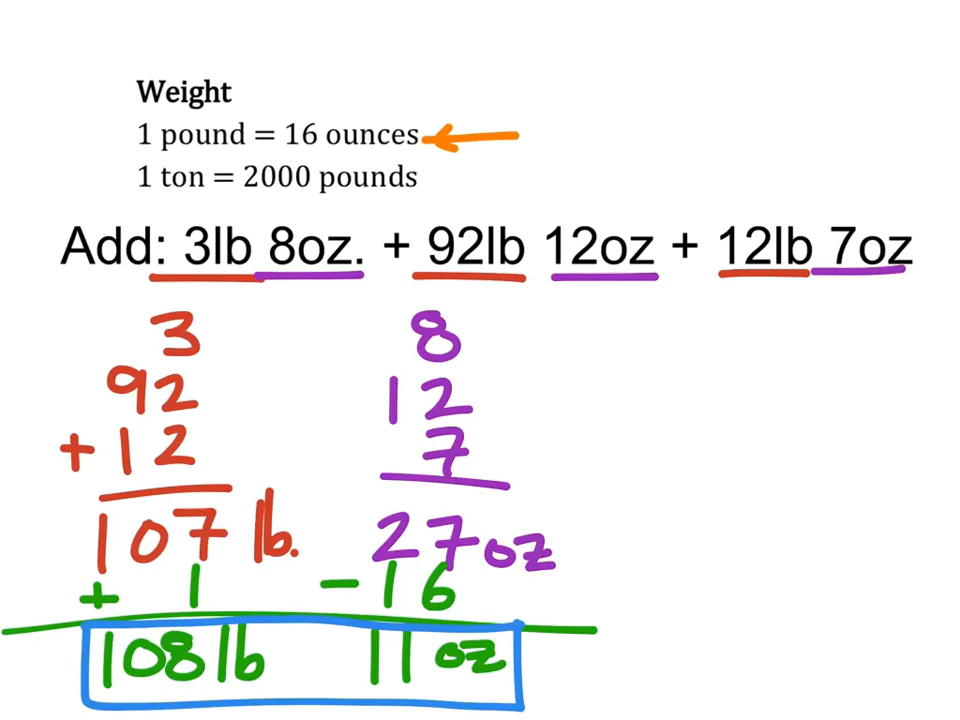 Weight
1 pound = 16 ounces
1 ton = 2000 pounds
Add: 3lb 8oz. + 92lb 12oz + 12lb 7oz
3 8
92 12
+ 12 7
107 lb. 27 oz
+ 1 - 16
108 lb 11 oz